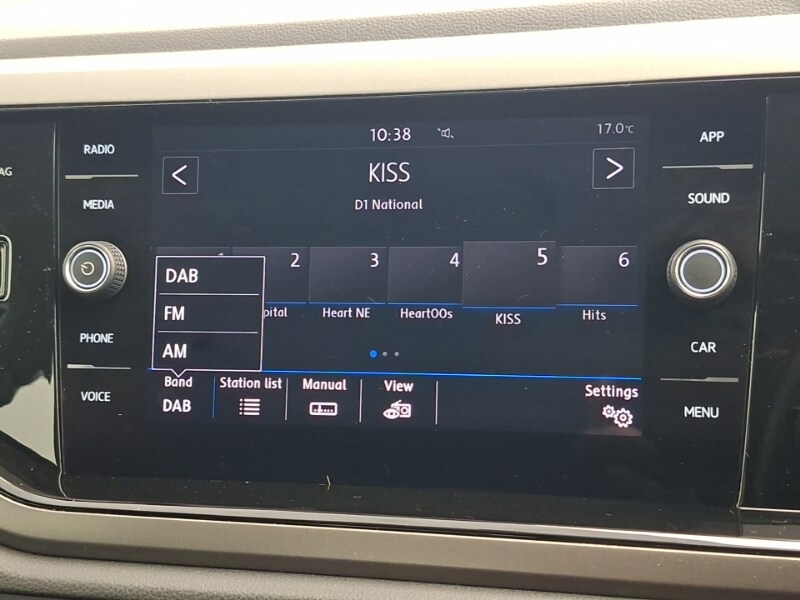 AG
RADIO
MEDIA
PHONE
VOICE
10:38
17.0°C
<
KISS
>
D1 National
2
3
4
5
6
Heart NE
Heart00s
KISS
Hits
DAB
FM
AM
Band
DAB
Station list
Manual
View
Settings
APP
SOUND
CAR
MENU